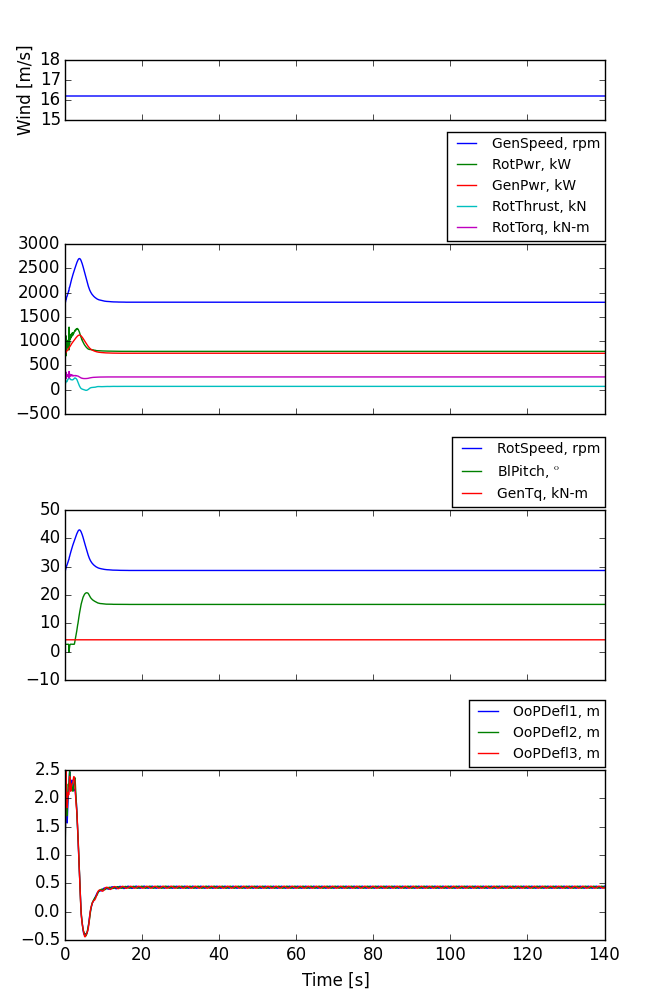 Wind [m/s]
18
17
16
15
GenSpeed, rpm
RotPwr, kW
GenPwr, kW
RotThrust, kN
RotTorq, kN-m
3000
2500
2000
1500
1000
500
0
−500
RotSpeed, rpm
BlPitch, °
GenTq, kN-m
50
40
30
20
10
0
−10
OoPDefl1, m
OoPDefl2, m
OoPDefl3, m
2.5
2.0
1.5
1.0
0.5
0.0
−0.5
0 20 40 60 80 100 120 140
Time [s]